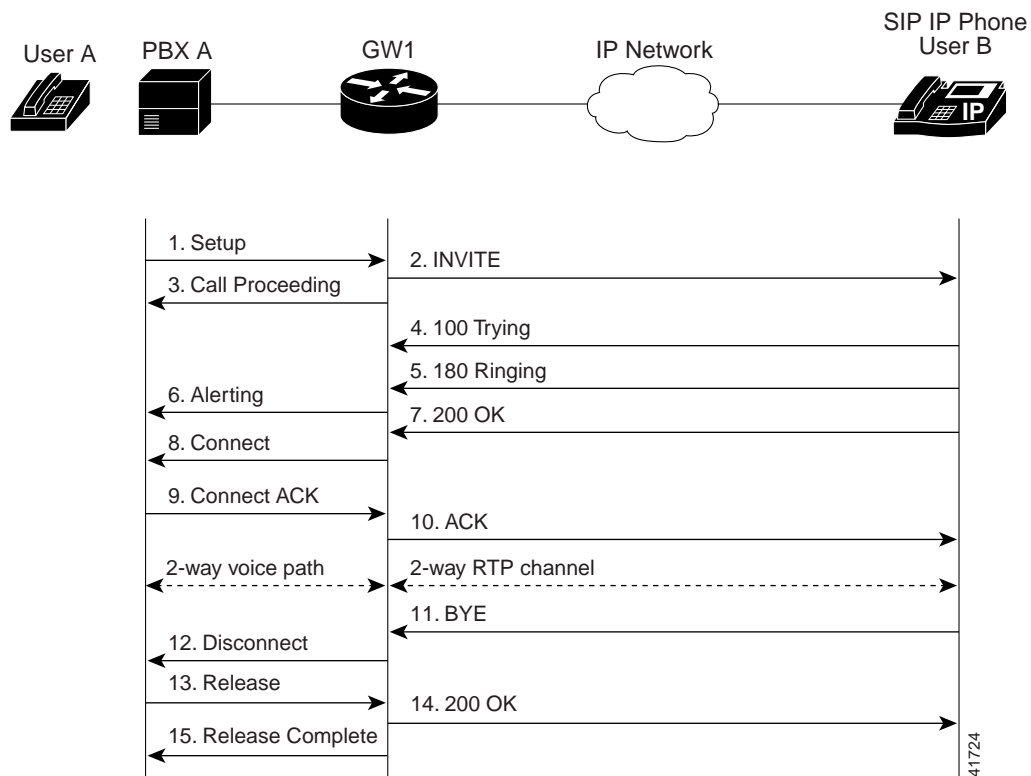 User A
PBX A
GW1
IP Network
SIP IP Phone
User B
IP
1. Setup
2. INVITE
3. Call Proceeding
4. 100 Trying
5. 180 Ringing
6. Alerting
7. 200 OK
8. Connect
9. Connect ACK
10. ACK
2-way voice path
2-way RTP channel
11. BYE
12. Disconnect
13. Release
14. 200 OK
15. Release Complete
41724